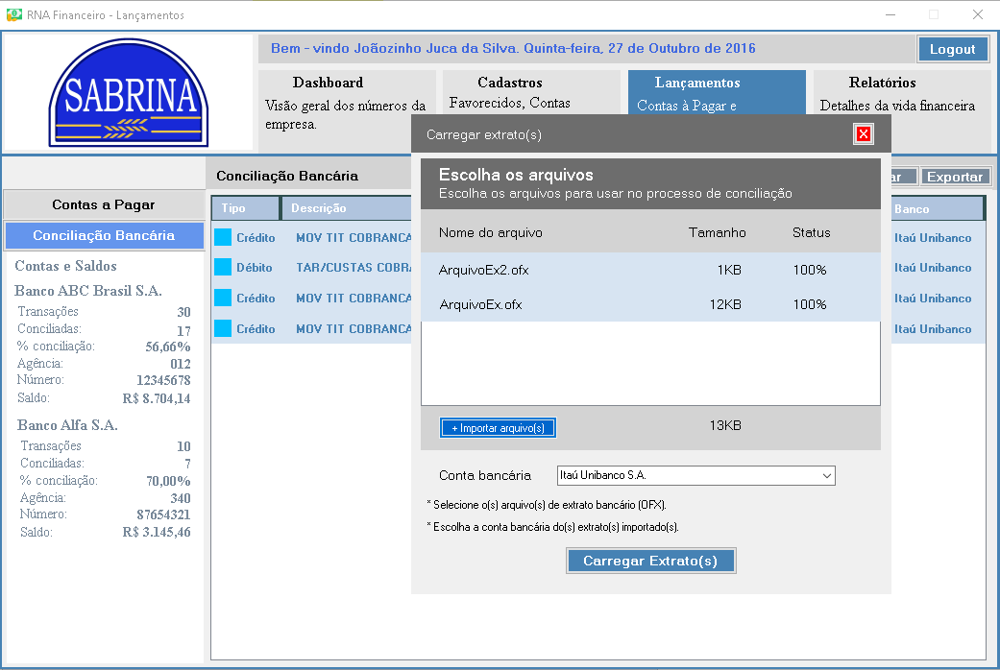 RNA Financeiro - Lançamentos
SABRINA
Bem - vindo Joãozinho Juca da Silva. Quinta-feira, 27 de Outubro de 2016
Logout
Dashboard
Visão geral dos números da
empresa.
Cadastros
Favorecidos, Contas
Lançamentos
Contas à Pagar e
Relatórios
Detalhes da vida financeira
Contas a Pagar
Conciliação Bancária
Contas e Saldos
Banco ABC Brasil S.A.
Transações 30
Conciliadas: 17
% conciliação: 56,66%
Agência: 012
Número: 12345678
Saldo: R$ 8.704,14
Banco Alfa S.A.
Transações 10
Conciliadas: 7
% conciliação: 70,00%
Agência: 340
Número: 87654321
Saldo: R$ 3.145,46
Conciliação Bancária
ar
Exportar
Tipo Descrição Banco
Crédito MOV TIT COBRANCA Itaú Unibanco
Débito TAR/CUSTAS COBR Itaú Unibanco
Crédito MOV TIT COBRANCA Itaú Unibanco
Crédito MOV TIT COBRANCA Itaú Unibanco
Carregar extrato(s)
X
Escolha os arquivos
Escolha os arquivos para usar no processo de conciliação
Nome do arquivo Tamanho Status
ArquivoEx2.ofx 1KB 100%
ArquivoEx.ofx 12KB 100%
+ Importar arquivo(s) 13KB
Conta bancária Itaú Unibanco S.A.
* Selecione o(s) arquivo(s) de extrato bancário (OFX).
* Escolha a conta bancária do(s) extrato(s) importado(s).
Carregar Extrato(s)